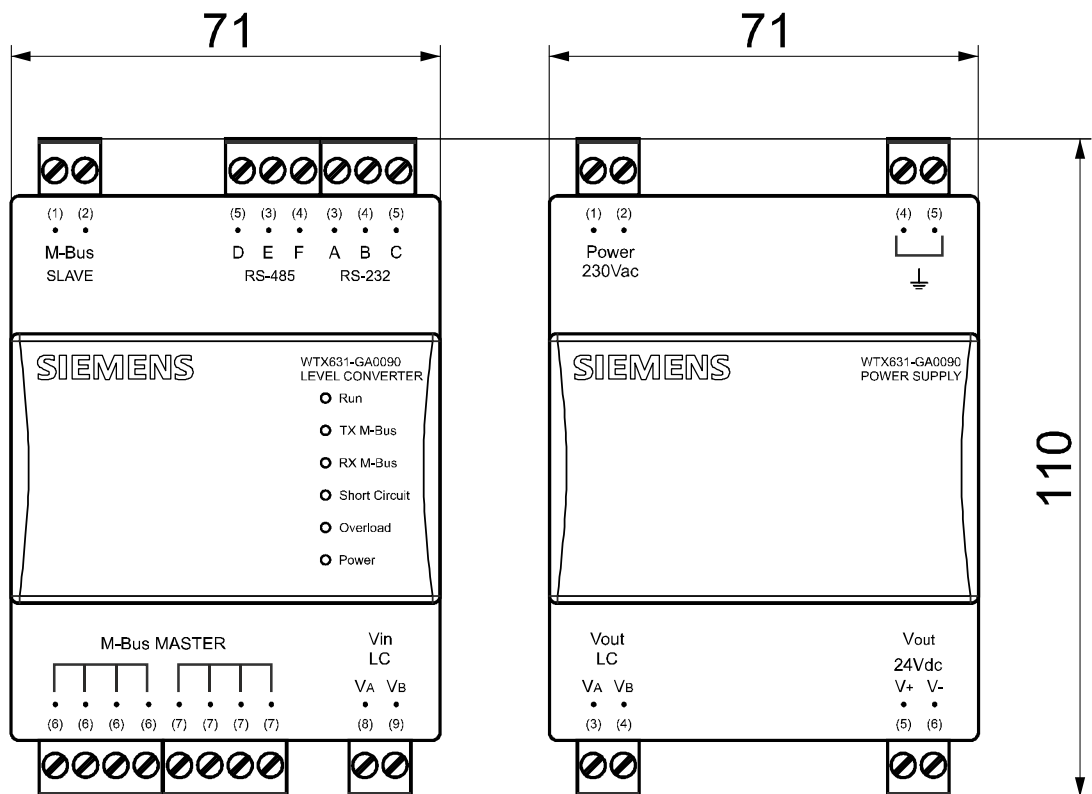 71
71
(1) (2) (5) (3) (4) (3) (4) (5)
M-Bus D E F A B C
SLAVE RS-485 RS-232
SIEMENS
WTX631-GA0090
LEVEL CONVERTER
Run
TX M-Bus
RX M-Bus
Short Circuit
Overload
Power
M-Bus MASTER
Vin
LC
VA VB
(6) (6) (6) (6) (7) (7) (7) (7) (8) (9)
(1) (2) (4) (5)
Power
230Vac
SIEMENS
WTX631-GA0090
POWER SUPPLY
Vout
LC
VA VB
(3) (4)
Vout
24Vdc
V+ V-
(5) (6)
110